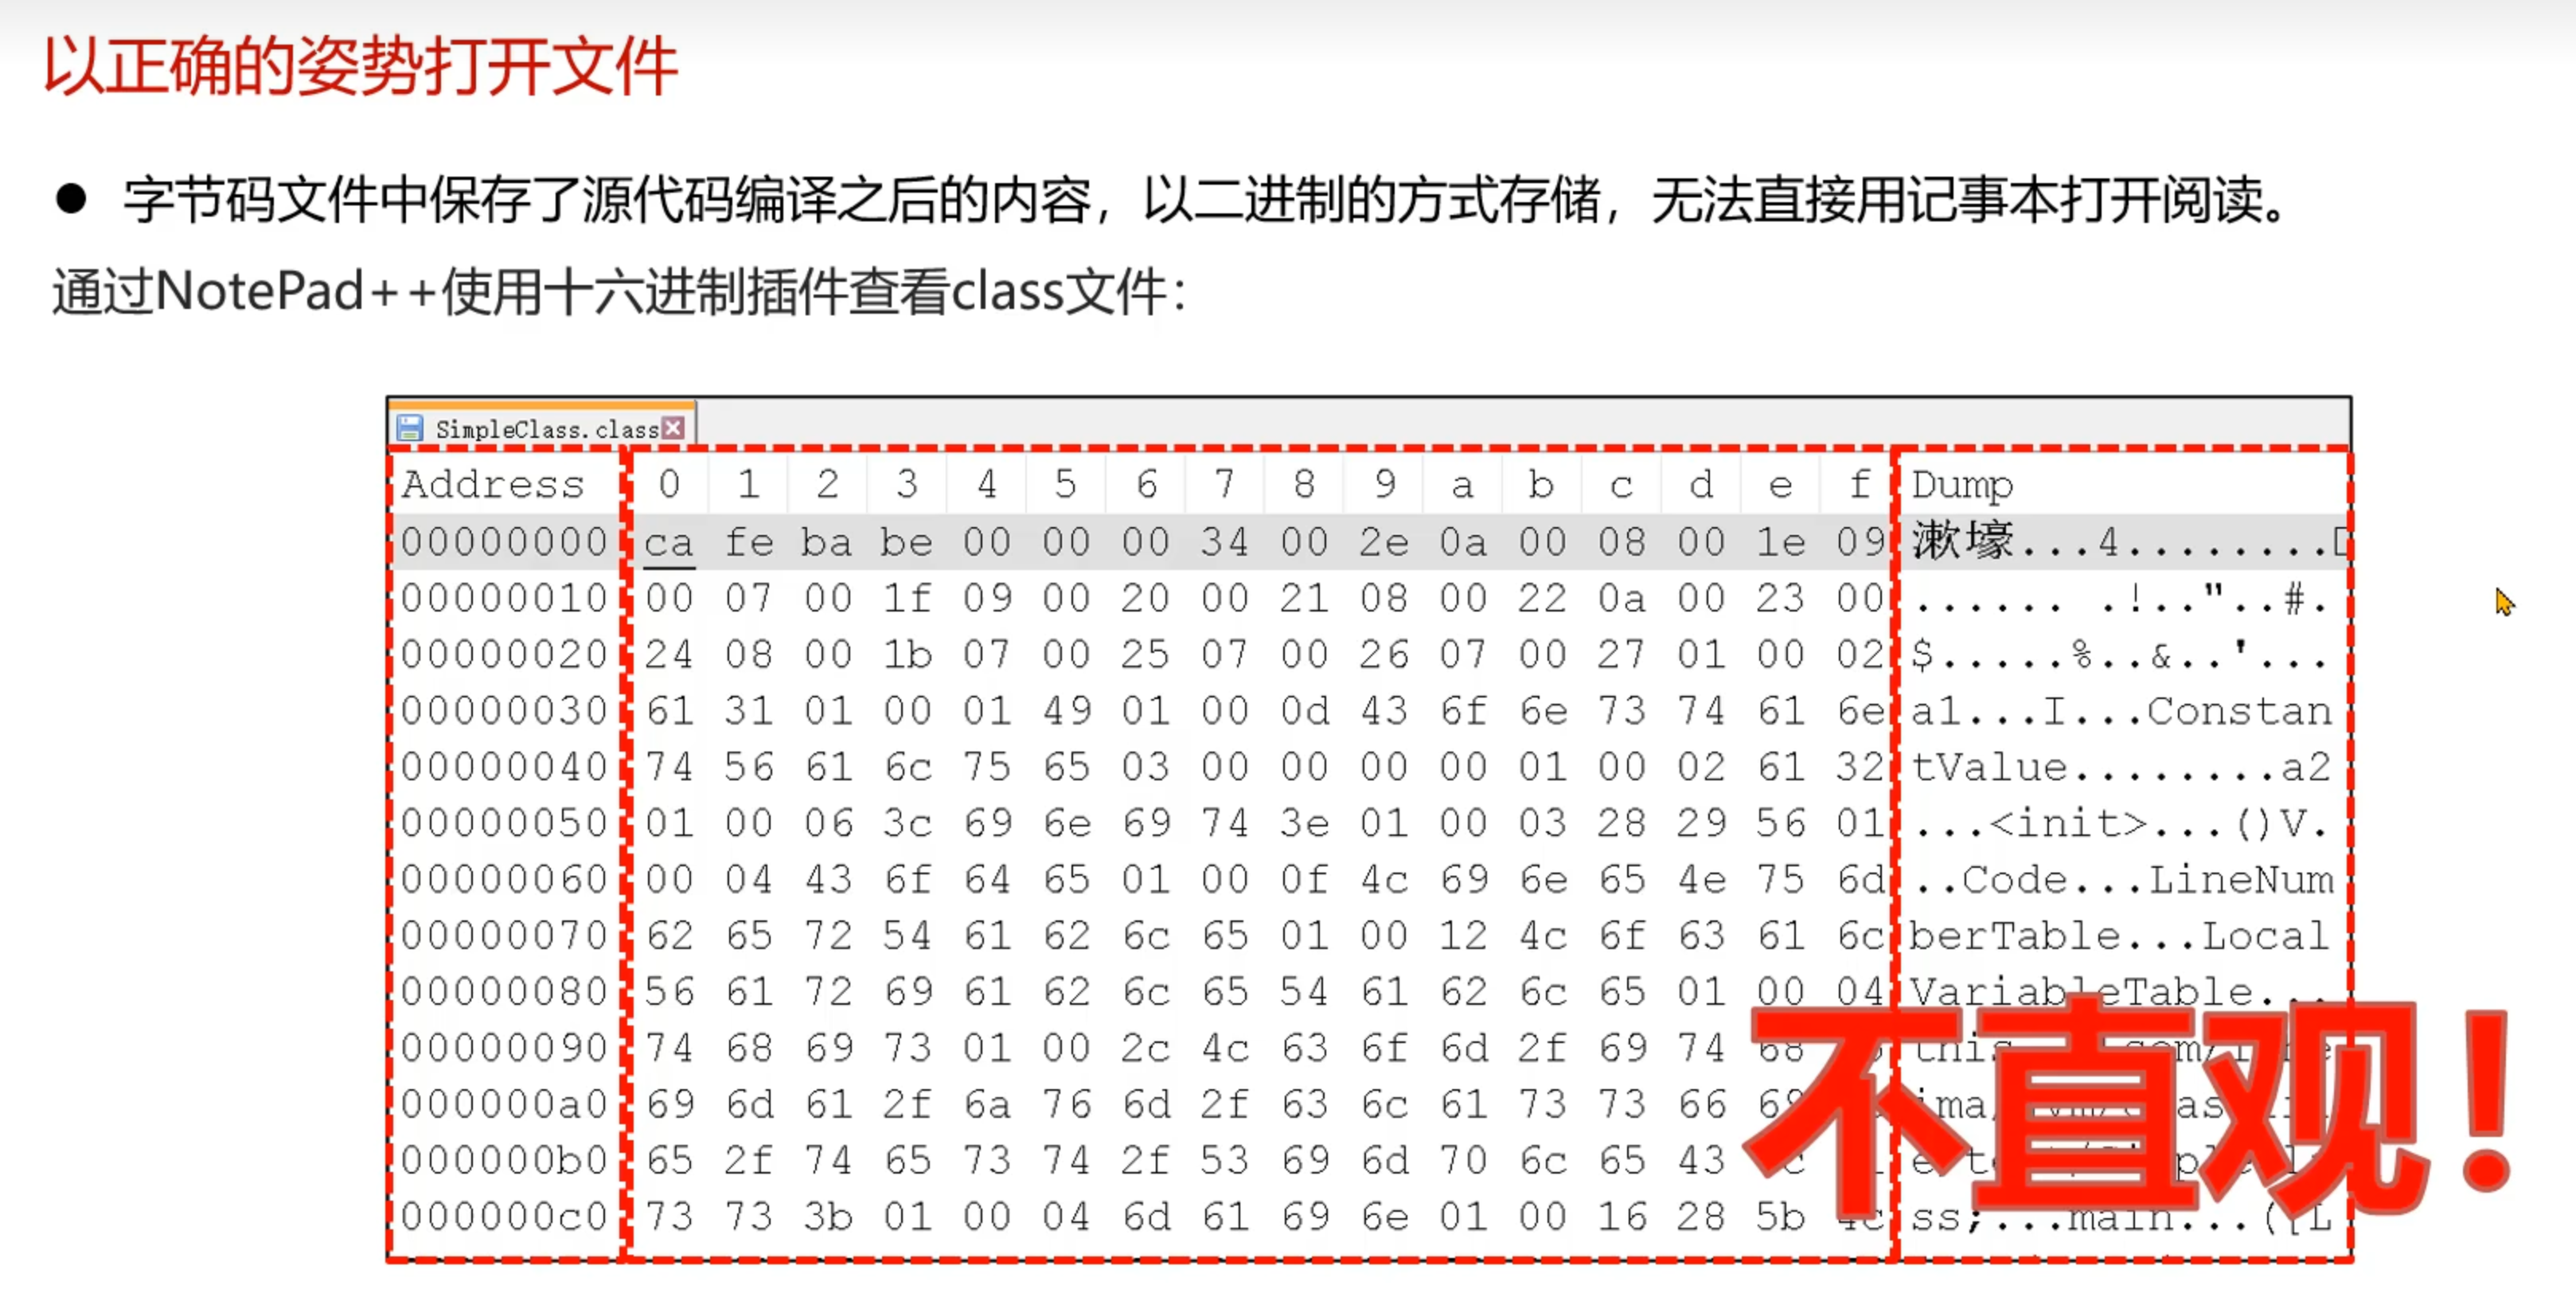 以正确的姿势打开文件
● 字节码文件中保存了源代码编译之后的内容，以二进制的方式存储，无法直接用记事本打开阅读。
通过NotePad++使用十六进制插件查看class文件：
SimpleClass.class
Address 0 1 2 3 4 5 6 7 8 9 a b c d e f Dump
00000000 ca fe ba be 00 00 00 34 00 2e 0a 00 08 00 1e 09 漱壕...4........
00000010 00 07 00 1f 09 00 20 00 21 08 00 22 0a 00 23 00 ...... .!.."..#.
00000020 24 08 00 1b 07 00 25 07 00 26 07 00 27 01 00 02 $.....%..&..'...
00000030 61 31 01 00 01 49 01 00 0d 43 6f 6e 73 74 61 6e a1...I...Constan
00000040 74 56 61 6c 75 65 03 00 00 00 00 01 00 02 61 32 tValue........a2
00000050 01 00 06 3c 69 6e 69 74 3e 01 00 03 28 29 56 01 ...<init>...()V.
00000060 00 04 43 6f 64 65 01 00 0f 4c 69 6e 65 4e 75 6d ..Code...LineNum
00000070 62 65 72 54 61 62 6c 65 01 00 12 4c 6f 63 61 6c berTable...Local
00000080 56 61 72 69 61 62 6c 65 54 61 62 6c 65 01 00 04 VariableTable...
00000090 74 68 69 73 01 00 2c 4c 63 6f 6d 2f 69 74 68 this
000000a0 69 6d 61 2f 6a 76 6d 2f 63 6c 61 73 73 66 69 ima/
000000b0 65 2f 74 65 73 74 2f 53 69 6d 70 6c 65 43
000000c0 73 73 3b 01 00 04 6d 61 69 6e 01 00 16 28 5b 4c ss;...main...([L
不直观！